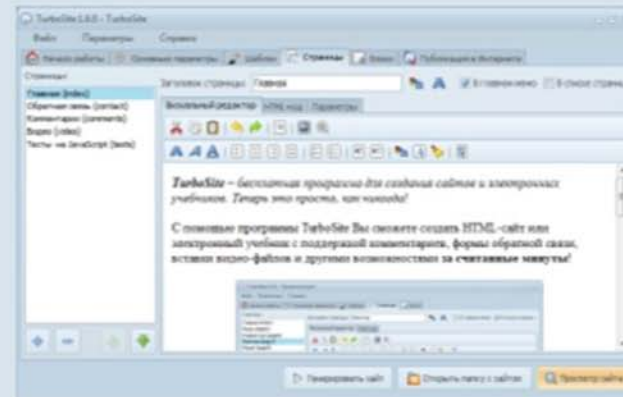 TurboSite 1.6.0 - TurboSite
Файл Параметры Справка
Начало работы Основные параметры Шаблон Страницы Блоки Публикация в Интернете
Страницы:
Заголовок страницы: Главная В главном меню В списке страниц
Главная (index)
Обратная связь (contact)
Комментарии (comments)
Видео (video)
Тесты на JavaScript (tests)
Визуальный редактор HTML-код Параметры
TurboSite – бесплатная программа для создания сайтов и электронных
учебников. Теперь это просто, как никогда!
С помощью программы TurboSite Вы сможете создать HTML-сайт или
электронный учебник с поддержкой комментариев, формы обратной связи,
вставки видео-файлов и другими возможностями за считанные минуты!
Генерировать сайт Открыть папку с сайтом Просмотр сайта